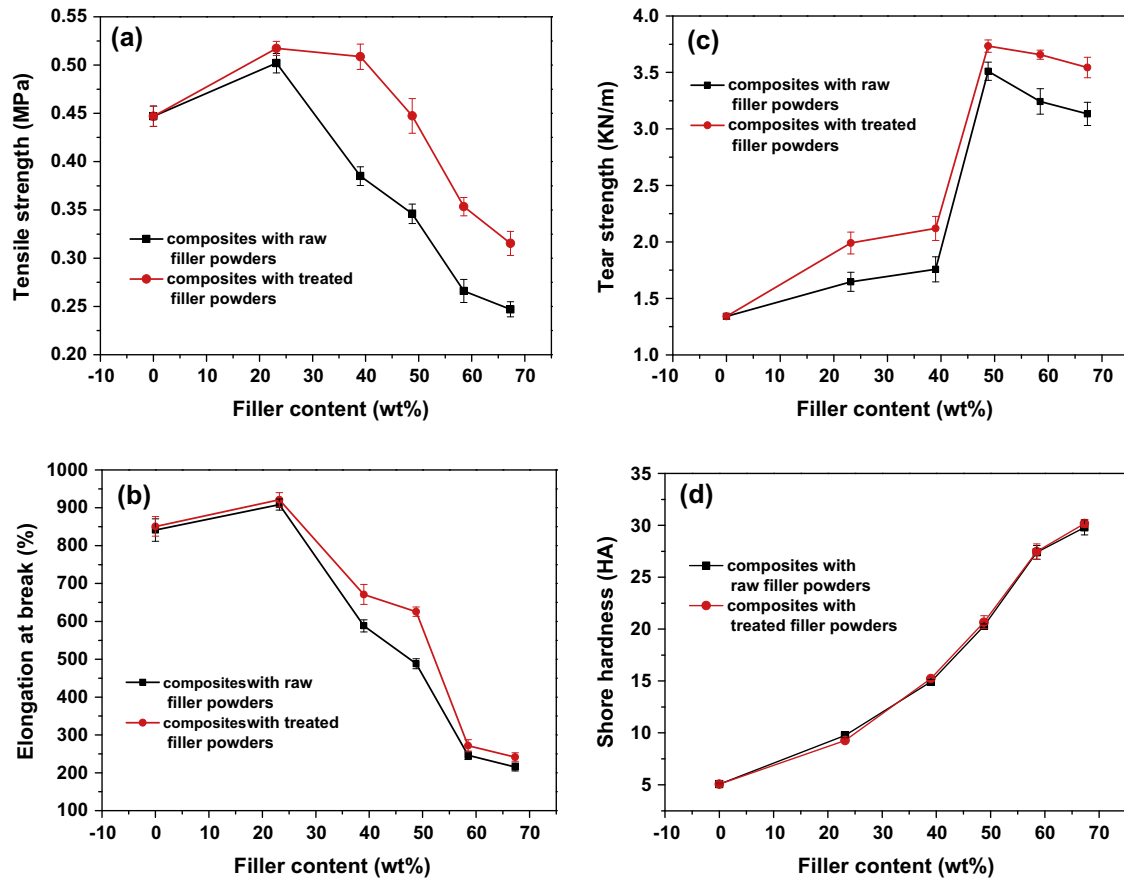 (a)
Tensile strength (MPa)
0.55
0.50
0.45
0.40
0.35
0.30
0.25
0.20
composites with raw
filler powders
composites with treated
filler powders
-10 0 10 20 30 40 50 60 70
Filler content (wt%)
(c)
Tear strength (KN/m)
4.0
3.5
3.0
2.5
2.0
1.5
1.0
composites with raw
filler powders
composites with treated
filler powders
-10 0 10 20 30 40 50 60 70
Filler content (wt%)
(b)
Elongation at break (%)
1000
900
800
700
600
500
400
300
200
100
composites with raw
filler powders
composites with treated
filler powders
-10 0 10 20 30 40 50 60 70
Filler content (wt%)
(d)
Shore hardness (HA)
35
30
25
20
15
10
5
composites with
raw filler powders
composites with
treated filler powders
-10 0 10 20 30 40 50 60 70
Filler content (wt%)